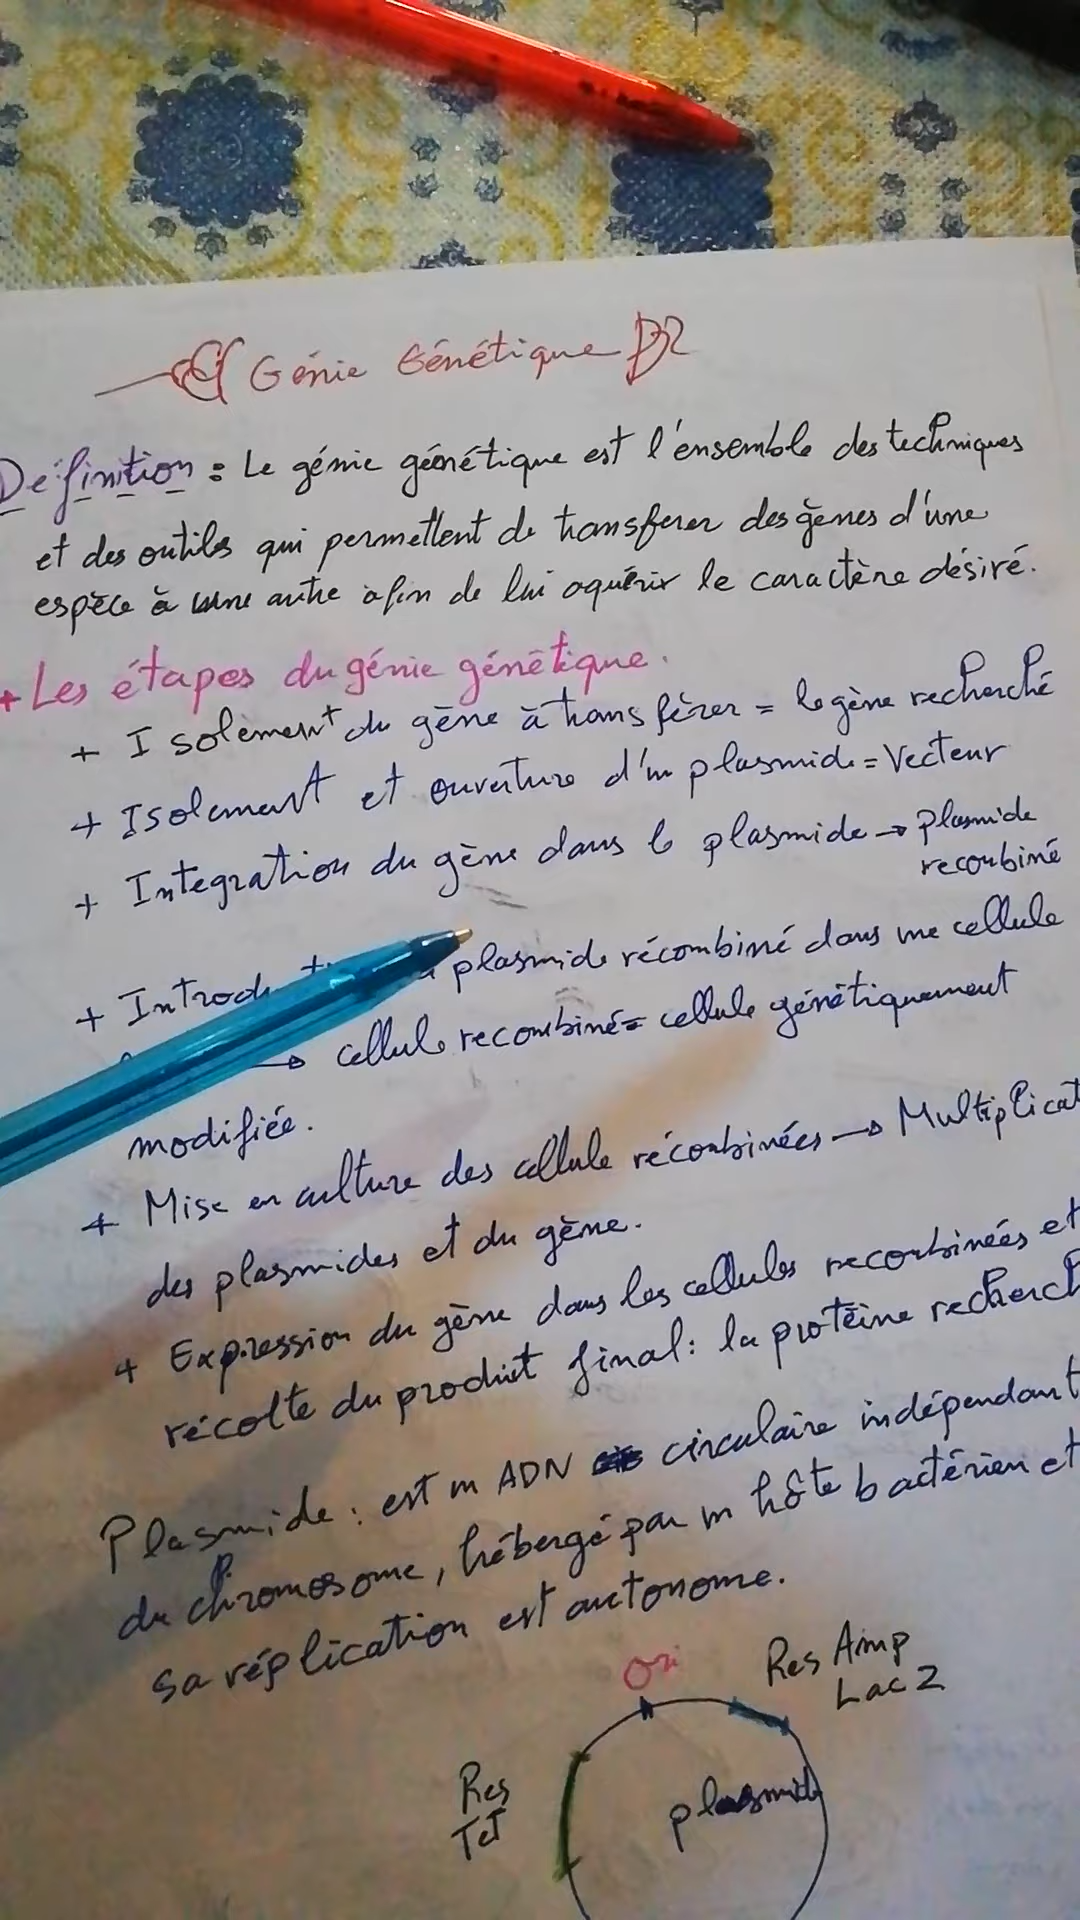 Génie Génétique
Définition : Le génie génétique est l'ensemble des techniques
et des outils qui permettent de transferer des gènes d'une
espèce à une autre afin de lui aquérir le caractère désiré.
+ Les étapes du génie génétique.
+ Isolement du gène à transférer = le gène recherché
+ Isolement et ouverture d'un plasmide = Vecteur
+ Integration du gène dans le plasmide → plasmide
recombiné
+ Introd plasmide récombiné dans une cellule
→ cellule recombiné = cellule génétiquement
modifiée.
+ Mise en culture des cellule récombinées → Multiplicat
des plasmides et du gène.
+ Expression du gène dans les cellules recombinées et
récolte du produit final : la protéine recherch
Plasmide : est un ADN circulaire indépendant
du chromosome, hébergé par un hôte bactérien et
sa réplication est autonome.
Ori
Res Amp
Lac Z
Res
Tet
plasmide